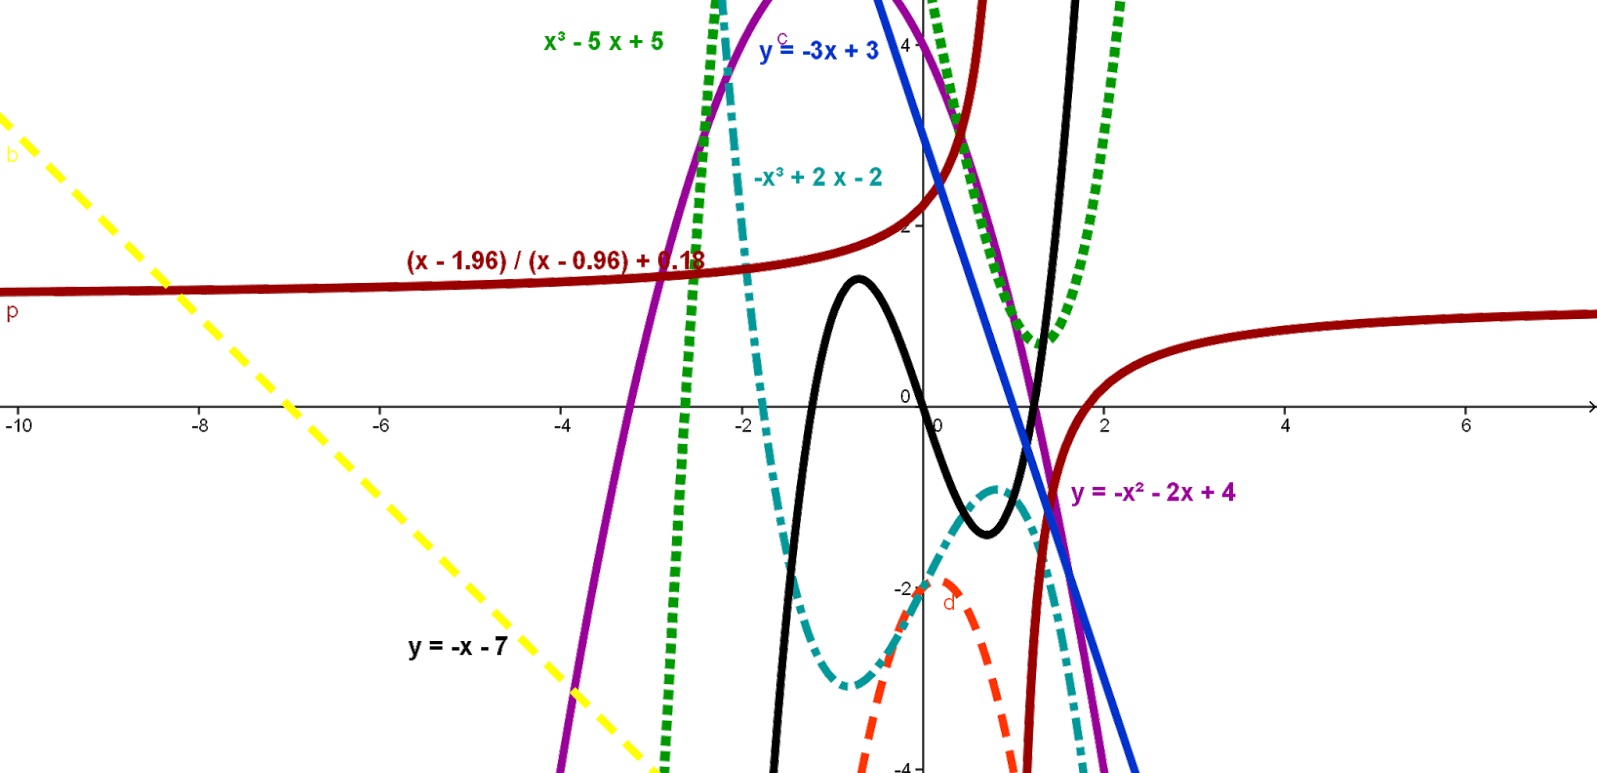 x³ - 5 x + 5
c
y = -3x + 3
4
b
-x³ + 2 x - 2
2
(x - 1.96) / (x - 0.96) + 0.18
p
0
-10 -8 -6 -4 -2 0 2 4 6
y = -x² - 2x + 4
-2
d
y = -x - 7
-4